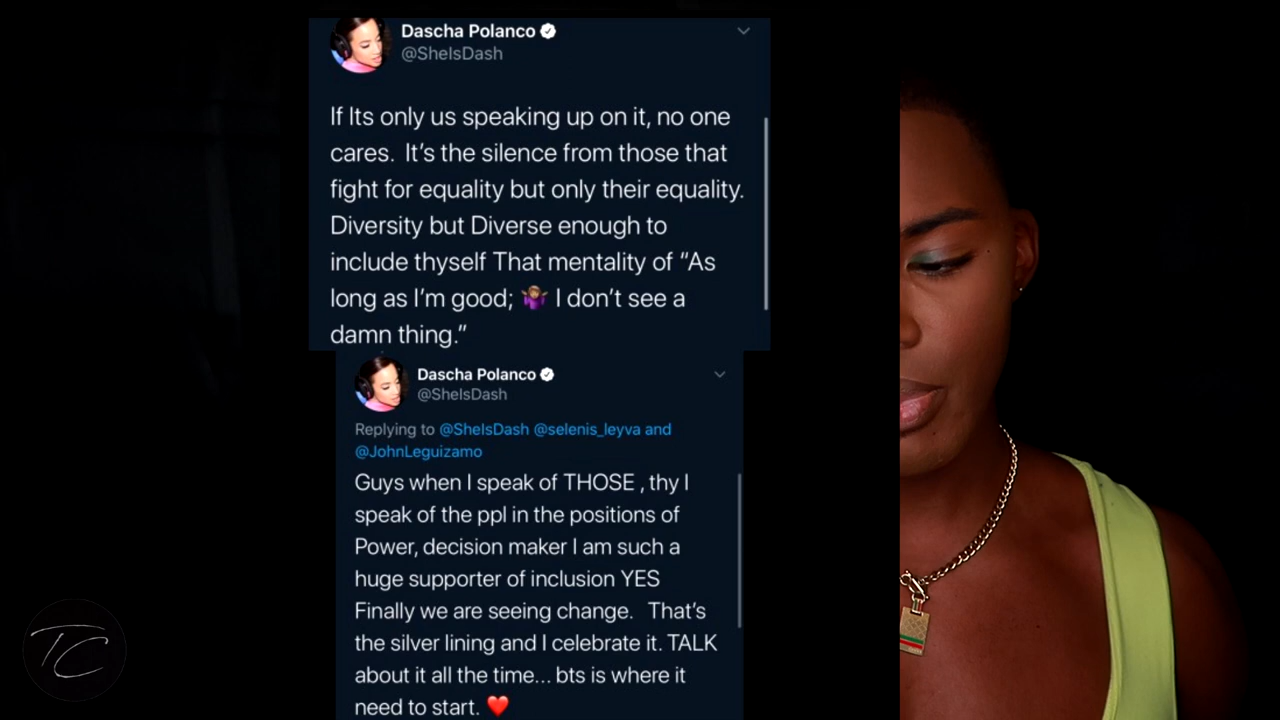 Dascha Polanco
@SheIsDash
If Its only us speaking up on it, no one
cares. It’s the silence from those that
fight for equality but only their equality.
Diversity but Diverse enough to
include thyself That mentality of “As
long as I’m good; 🤷🏽‍♀️ I don’t see a
damn thing.”
Dascha Polanco
@SheIsDash
Replying to @SheIsDash @selenis_leyva and
@JohnLeguizamo
Guys when I speak of THOSE , thy I
speak of the ppl in the positions of
Power, decision maker I am such a
huge supporter of inclusion YES
Finally we are seeing change. That’s
the silver lining and I celebrate it. TALK
about it all the time... bts is where it
need to start. ❤️
TC